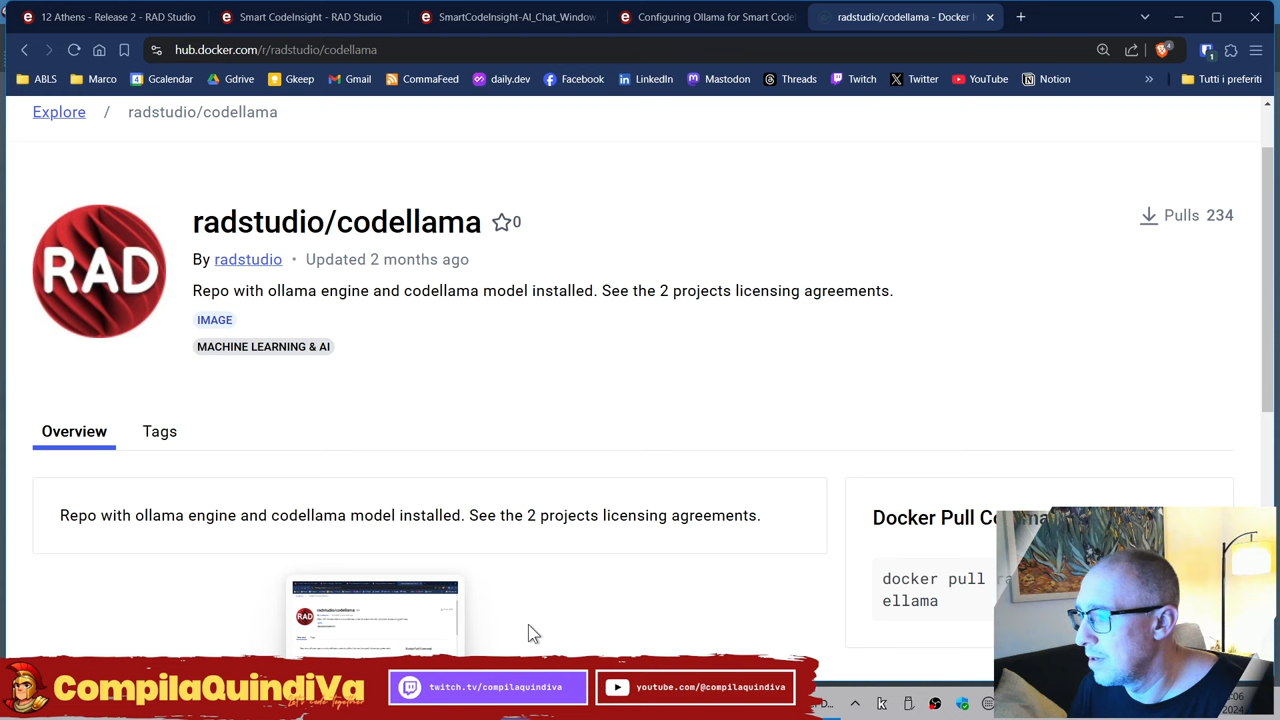 12 Athens - Release 2 - RAD Studio
Smart CodeInsight - RAD Studio
SmartCodeInsight-AI_Chat_Window
Configuring Ollama for Smart Code
radstudio/codellama - Docker
hub.docker.com/r/radstudio/codellama
4
1
ABLS
Marco
Gcalendar
Gdrive
Gkeep
Gmail
CommaFeed
daily.dev
Facebook
LinkedIn
Mastodon
Threads
Twitch
Twitter
YouTube
Notion
»
Tutti i preferiti
Explore / radstudio/codellama
RAD
radstudio/codellama
0
Pulls 234
By radstudio • Updated 2 months ago
Repo with ollama engine and codellama model installed. See the 2 projects licensing agreements.
IMAGE
MACHINE LEARNING & AI
Overview
Tags
Repo with ollama engine and codellama model installed. See the 2 projects licensing agreements.
Docker Pull
docker pull
ellama
CompilaQuindiVa
Let's code Together
twitch.tv/compilaquindiva
youtube.com/@compilaquindiva